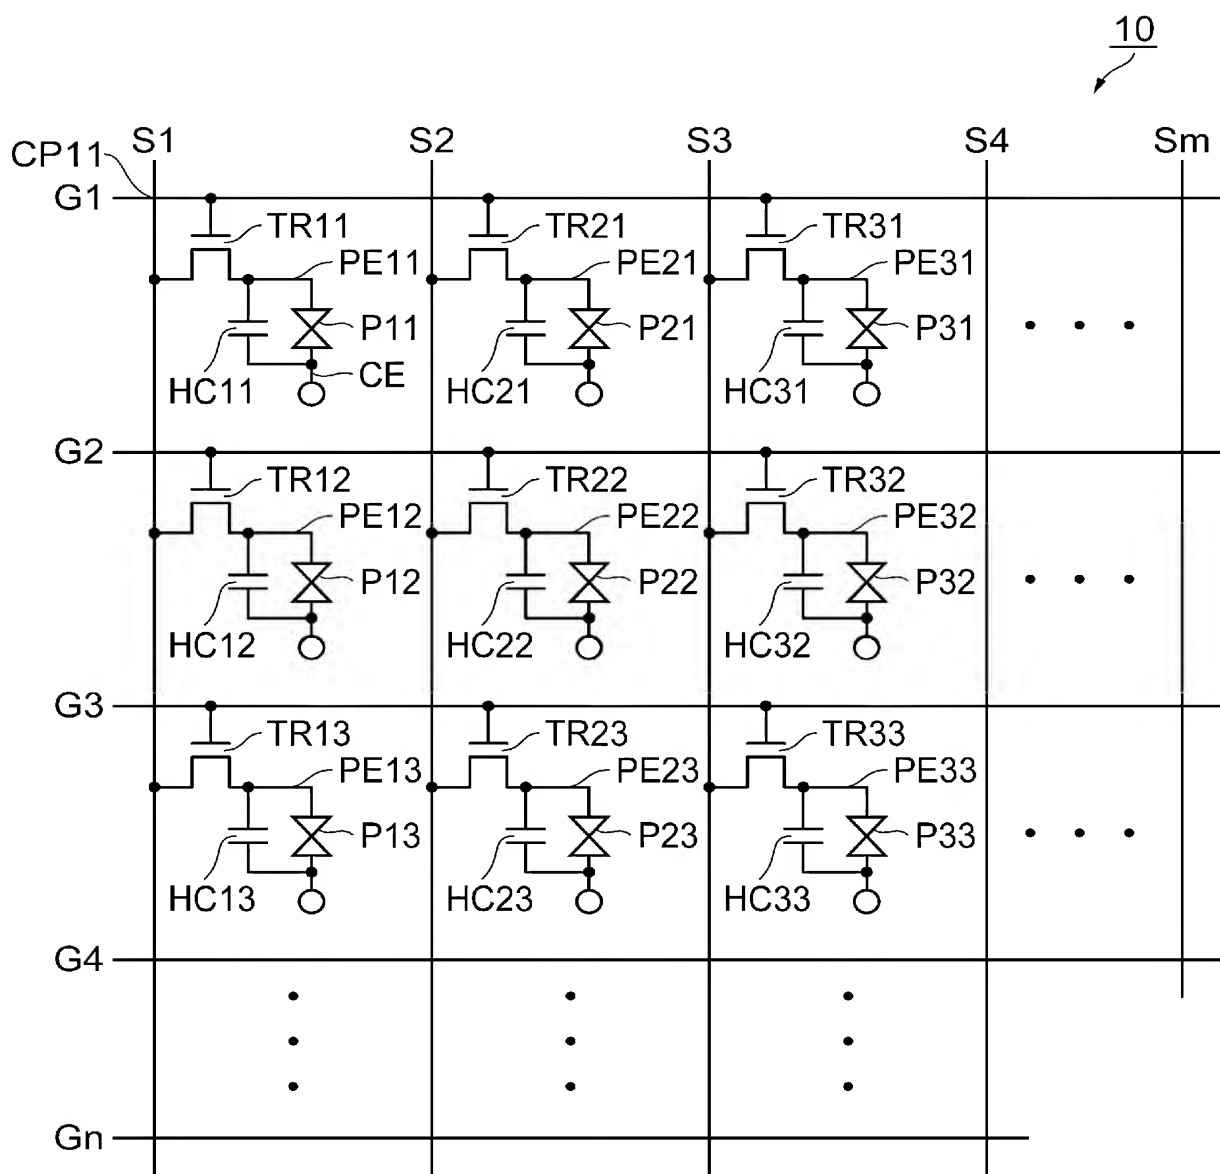 10
S1 S2 S3 S4 Sm
CP11
G1
TR11 TR21 TR31
PE11 PE21 PE31
P11 P21 P31
HC11 CE HC21 HC31
G2
TR12 TR22 TR32
PE12 PE22 PE32
P12 P22 P32
HC12 HC22 HC32
G3
TR13 TR23 TR33
PE13 PE23 PE33
P13 P23 P33
HC13 HC23 HC33
G4
Gn